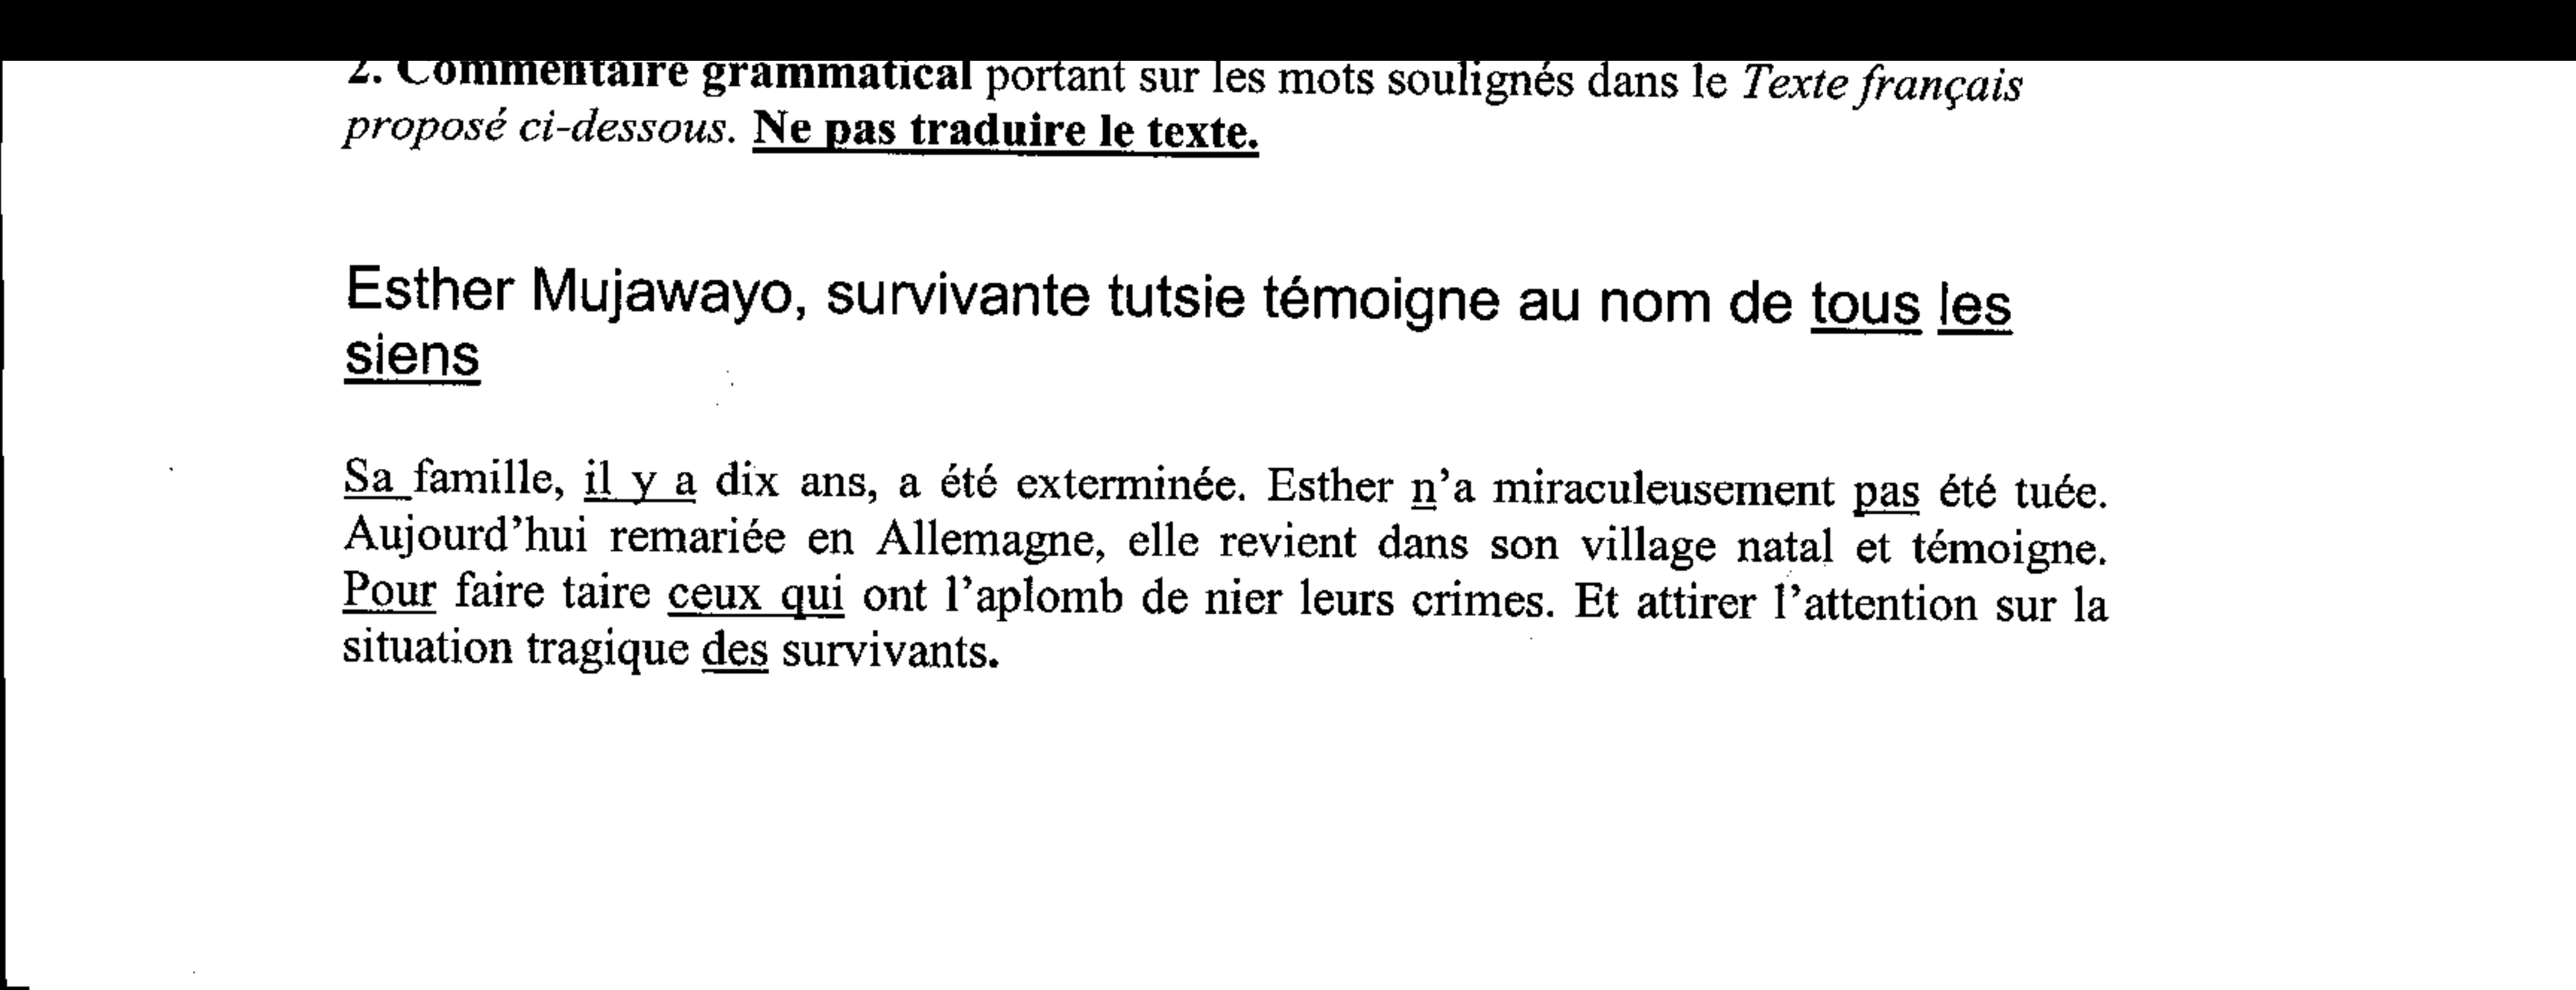 2. Commentaire grammatical portant sur les mots soulignés dans le Texte français
proposé ci-dessous. Ne pas traduire le texte.
Esther Mujawayo, survivante tutsie témoigne au nom de tous les
siens
Sa famille, il y a dix ans, a été exterminée. Esther n'a miraculeusement pas été tuée.
Aujourd'hui remariée en Allemagne, elle revient dans son village natal et témoigne.
Pour faire taire ceux qui ont l'aplomb de nier leurs crimes. Et attirer l'attention sur la
situation tragique des survivants.